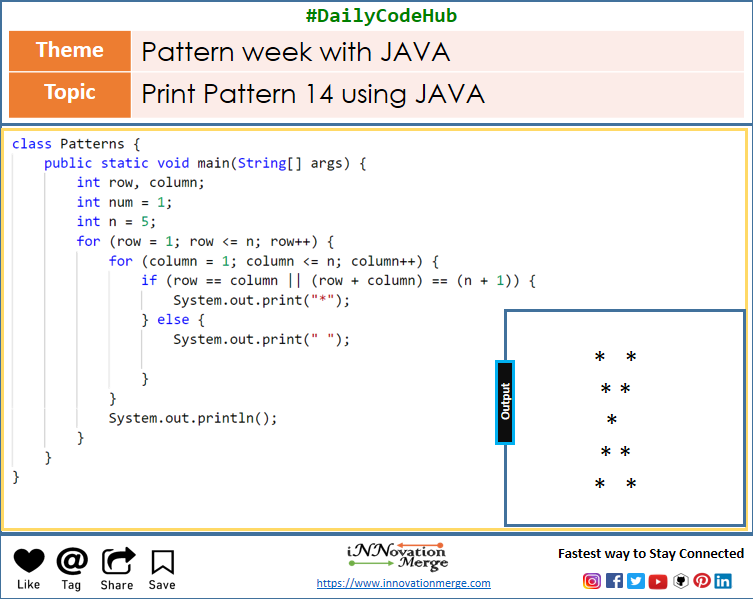 #DailyCodeHub
Theme
Pattern week with JAVA
Topic
Print Pattern 14 using JAVA
class Patterns {
    public static void main(String[] args) {
        int row, column;
        int num = 1;
        int n = 5;
        for (row = 1; row <= n; row++) {
            for (column = 1; column <= n; column++) {
                if (row == column || (row + column) == (n + 1)) {
                    System.out.print("*");
                } else {
                    System.out.print(" ");
                }
            }
            System.out.println();
        }
    }
}
Output
*   *
 * *
  *
 * *
*   *
Like
Tag
Share
Save
iNNovation
Merge
https://www.innovationmerge.com
Fastest way to Stay Connected